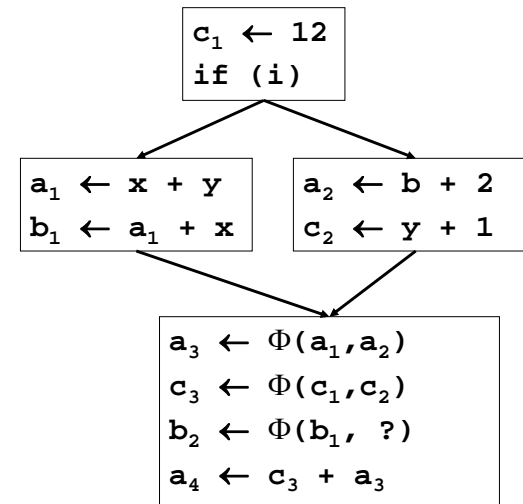 c₁ ← 12
if (i)
a₁ ← x + y
b₁ ← a₁ + x
a₂ ← b + 2
c₂ ← y + 1
a₃ ← Φ(a₁,a₂)
c₃ ← Φ(c₁,c₂)
b₂ ← Φ(b₁, ?)
a₄ ← c₃ + a₃